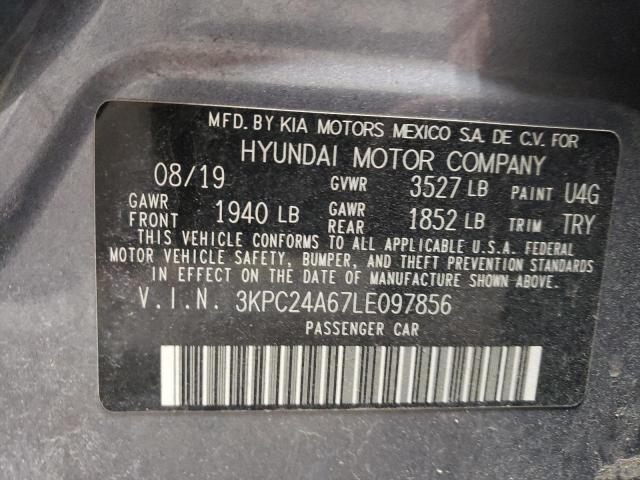 MFD. BY KIA MOTORS MEXICO S.A. DE C.V. FOR
HYUNDAI MOTOR COMPANY
08/19 GVWR 3527 LB PAINT U4G
GAWR FRONT 1940 LB GAWR REAR 1852 LB TRIM TRY
THIS VEHICLE CONFORMS TO ALL APPLICABLE U.S.A. FEDERAL
MOTOR VEHICLE SAFETY, BUMPER, AND THEFT PREVENTION STANDARDS
IN EFFECT ON THE DATE OF MANUFACTURE SHOWN ABOVE.
V.I.N. 3KPC24A67LE097856
PASSENGER CAR